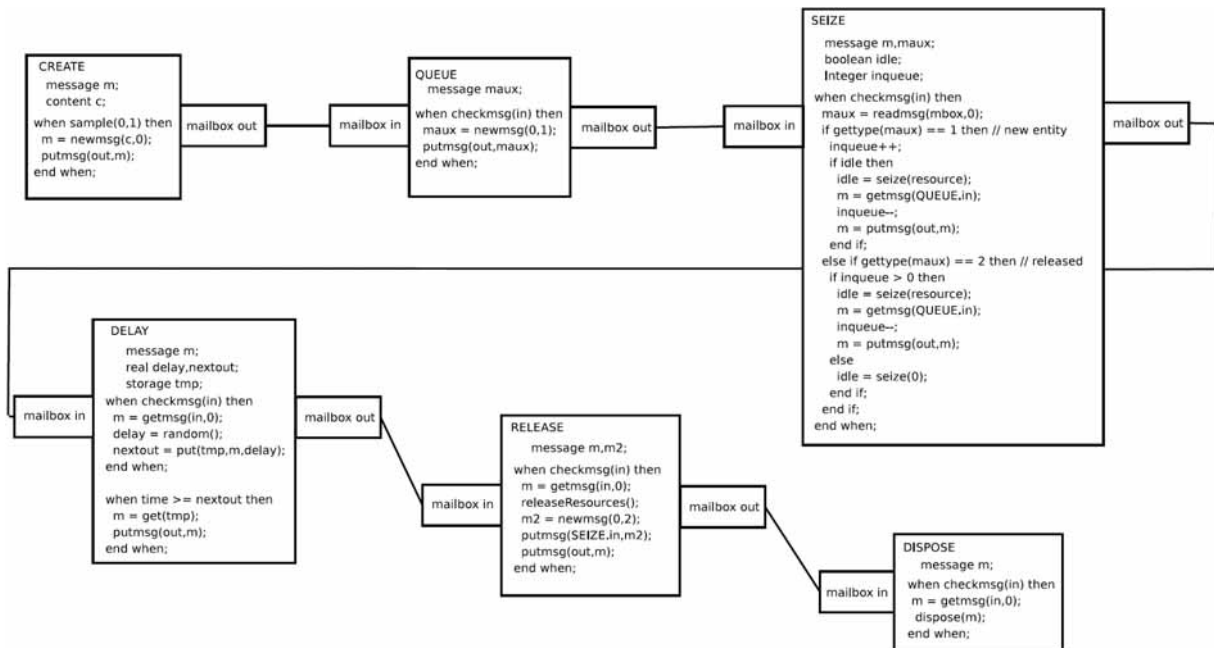 CREATE
message m;
content c;
when sample(0,1) then
m = newmsg(c,0);
putmsg(out,m);
end when;
mailbox out
mailbox in
QUEUE
message maux;
when checkmsg(in) then
maux = newmsg(0,1);
putmsg(out,maux);
end when;
mailbox out
mailbox in
SEIZE
message m,maux;
boolean idle;
Integer inqueue;
when checkmsg(in) then
maux = readmsg(mbox,0);
if gettype(maux) == 1 then // new entity
inqueue++;
if idle then
idle = seize(resource);
m = getmsg(QUEUE.in);
inqueue--;
m = putmsg(out,m);
end if;
else if gettype(maux) == 2 then // released
if inqueue > 0 then
idle = seize(resource);
m = getmsg(QUEUE.in);
inqueue--;
m = putmsg(out,m);
else
idle = seize(0);
end if;
end if;
end when;
mailbox out
mailbox in
DELAY
message m;
real delay,nextout;
storage tmp;
when checkmsg(in) then
m = getmsg(in,0);
delay = random();
nextout = put(tmp,m,delay);
end when;
when time >= nextout then
m = get(tmp);
putmsg(out,m);
end when;
mailbox out
mailbox in
RELEASE
message m,m2;
when checkmsg(in) then
m = getmsg(in,0);
releaseResources();
m2 = newmsg(0,2);
putmsg(SEIZE.in,m2);
putmsg(out,m);
end when;
mailbox out
mailbox in
DISPOSE
message m;
when checkmsg(in) then
m = getmsg(in,0);
dispose(m);
end when;